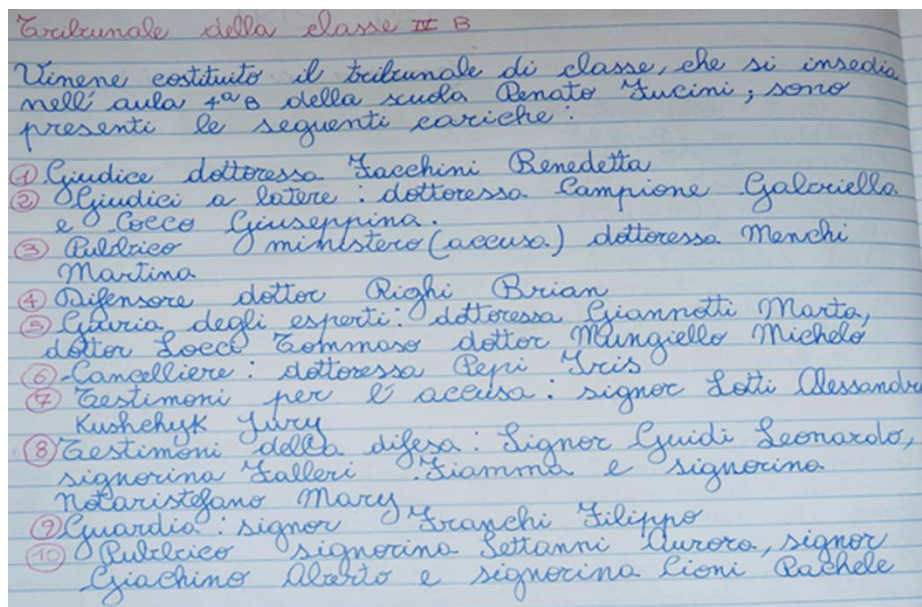 Tribunale della classe IV B
Vinene costituito il tribunale di classe, che si insedia
nell'aula 4ª B della scuola Renato Fucini; sono
presenti le seguenti cariche:
1 Giudice dottoressa Facchini Benedetta
2 Giudici a latere: dottoressa Campione Gabriella
e Cocco Giuseppina.
3 Pubblico ministero (accusa) dottoressa Menchi
Martina
4 Difensore dottor Righi Brian
5 Giuria degli esperti: dottoressa Giannotti Marta,
dottor Locci Tommaso dottor Mungiello Michelò
6 Cancelliere: dottoressa Pepi Iris
7 Testimoni per l'accusa: signor Lotti Alessandro
Kushchyk Jury
8 Testimoni della difesa: Signor Guidi Leonardo,
signorina Falleri Fiamma e signorina
Notaristefano Mary
9 Guardia: signor Franchi Filippo
10 Pubblico signorina Settanni Aurora, signor
Giachino Alberto e signorina Cioni Rachele